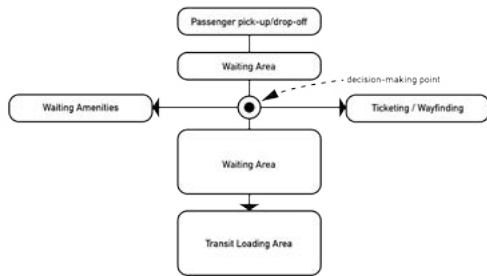 Passenger pick-up/drop-off
Waiting Area
decision-making point
Waiting Amenities
Ticketing / Wayfinding
Waiting Area
Transit Loading Area